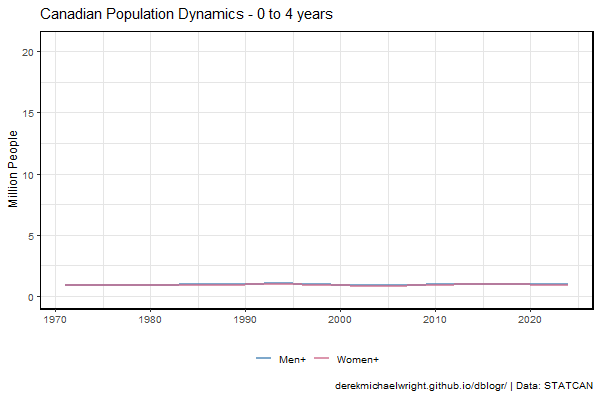 Canadian Population Dynamics - 0 to 4 years
Million People
20
15
10
5
0
1970 1980 1990 2000 2010 2020
Men+ Women+
derekmichaelwright.github.io/dblogr/ | Data: STATCAN